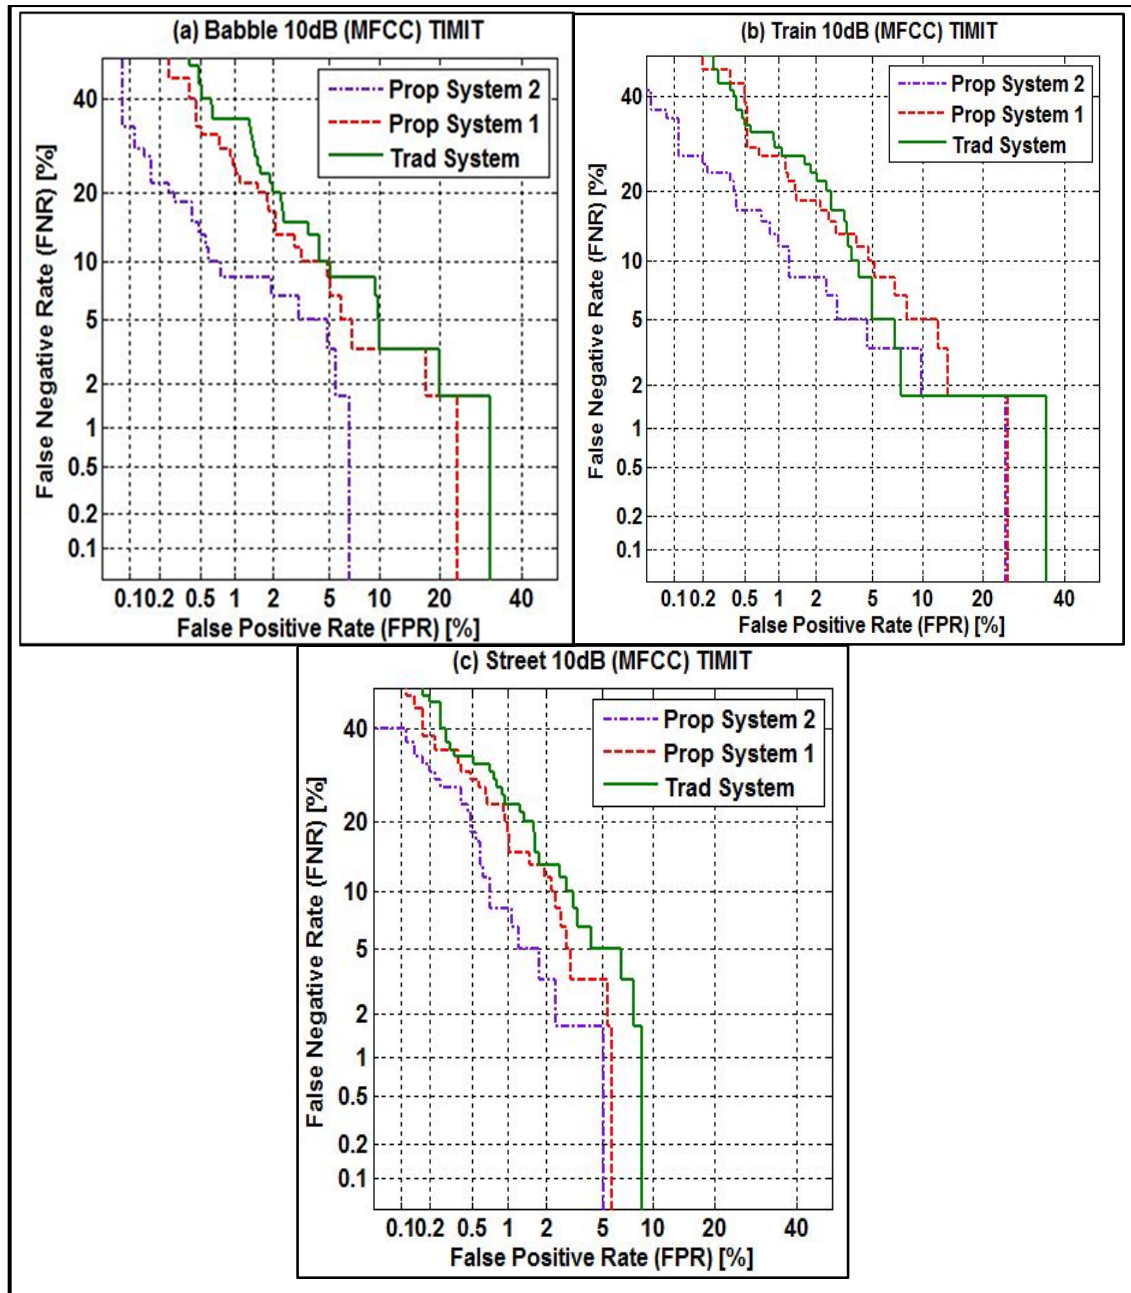 (a) Babble 10dB (MFCC) TIMIT
False Negative Rate (FNR) [%]
40
20
10
5
2
1
0.5
0.2
0.1
Prop System 2
Prop System 1
Trad System
0.1 0.2 0.5 1 2 5 10 20 40
False Positive Rate (FPR) [%]
(b) Train 10dB (MFCC) TIMIT
False Negative Rate (FNR) [%]
40
20
10
5
2
1
0.5
0.2
0.1
Prop System 2
Prop System 1
Trad System
0.1 0.2 0.5 1 2 5 10 20 40
False Positive Rate (FPR) [%]
(c) Street 10dB (MFCC) TIMIT
False Negative Rate (FNR) [%]
40
20
10
5
2
1
0.5
0.2
0.1
Prop System 2
Prop System 1
Trad System
0.1 0.2 0.5 1 2 5 10 20 40
False Positive Rate (FPR) [%]